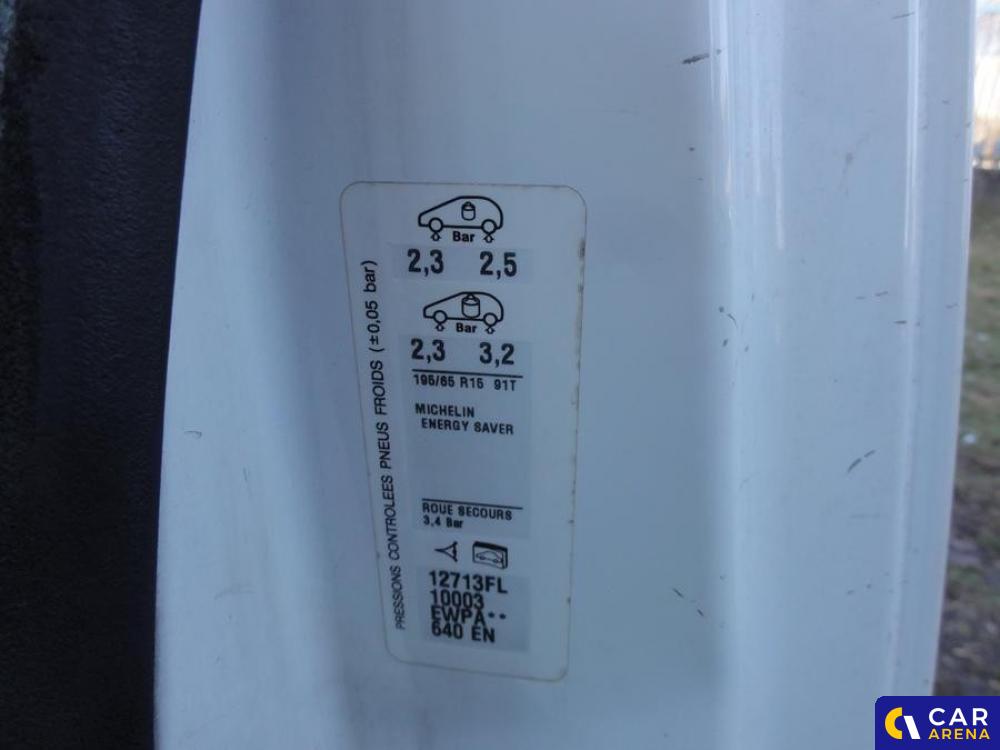 Bar
2,3 2,5
Bar
2,3 3,2
195/65 R15 91T
MICHELIN
ENERGY SAVER
ROUE SECOURS
3,4 Bar
12713FL
10003
EWPA**
640 EN
PRESSIONS CONTROLEES PNEUS FROIDS (±0,05 bar)
CAR
ARENA